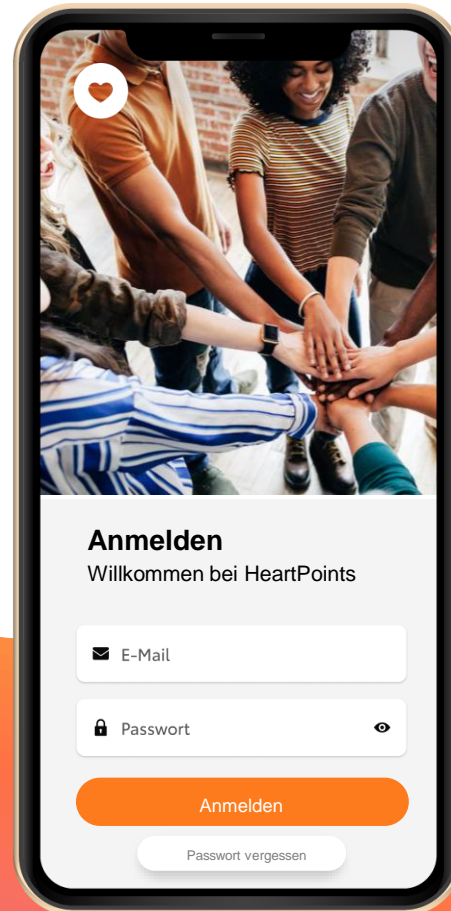 Anmelden
Willkommen bei HeartPoints
E-Mail
Passwort
Anmelden
Passwort vergessen